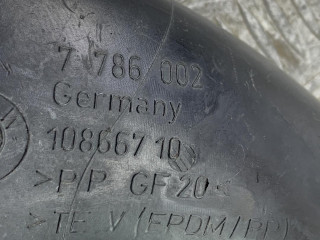 7 786 002
Germany
10866710
>PP GF20<
>TE V(EPDM/PP)